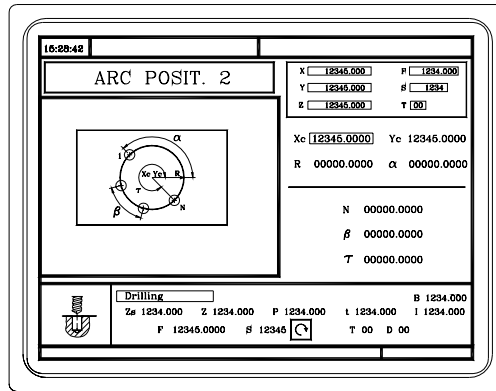 16:28:42
ARC POSIT. 2
X 12345.000 F 1234.000
Y 12345.000 S 1234
Z 12345.000 T 00
α
1
Xc Yc R
τ
β
N
Xc 12345.0000 Yc 12345.0000
R 00000.0000 α 00000.0000
N 00000.0000
β 00000.0000
τ 00000.0000
Drilling B 1234.000
Zs 1234.000 Z 1234.000 P 1234.000 t 1234.000 I 1234.000
F 12345.0000 S 12345 T 00 D 00